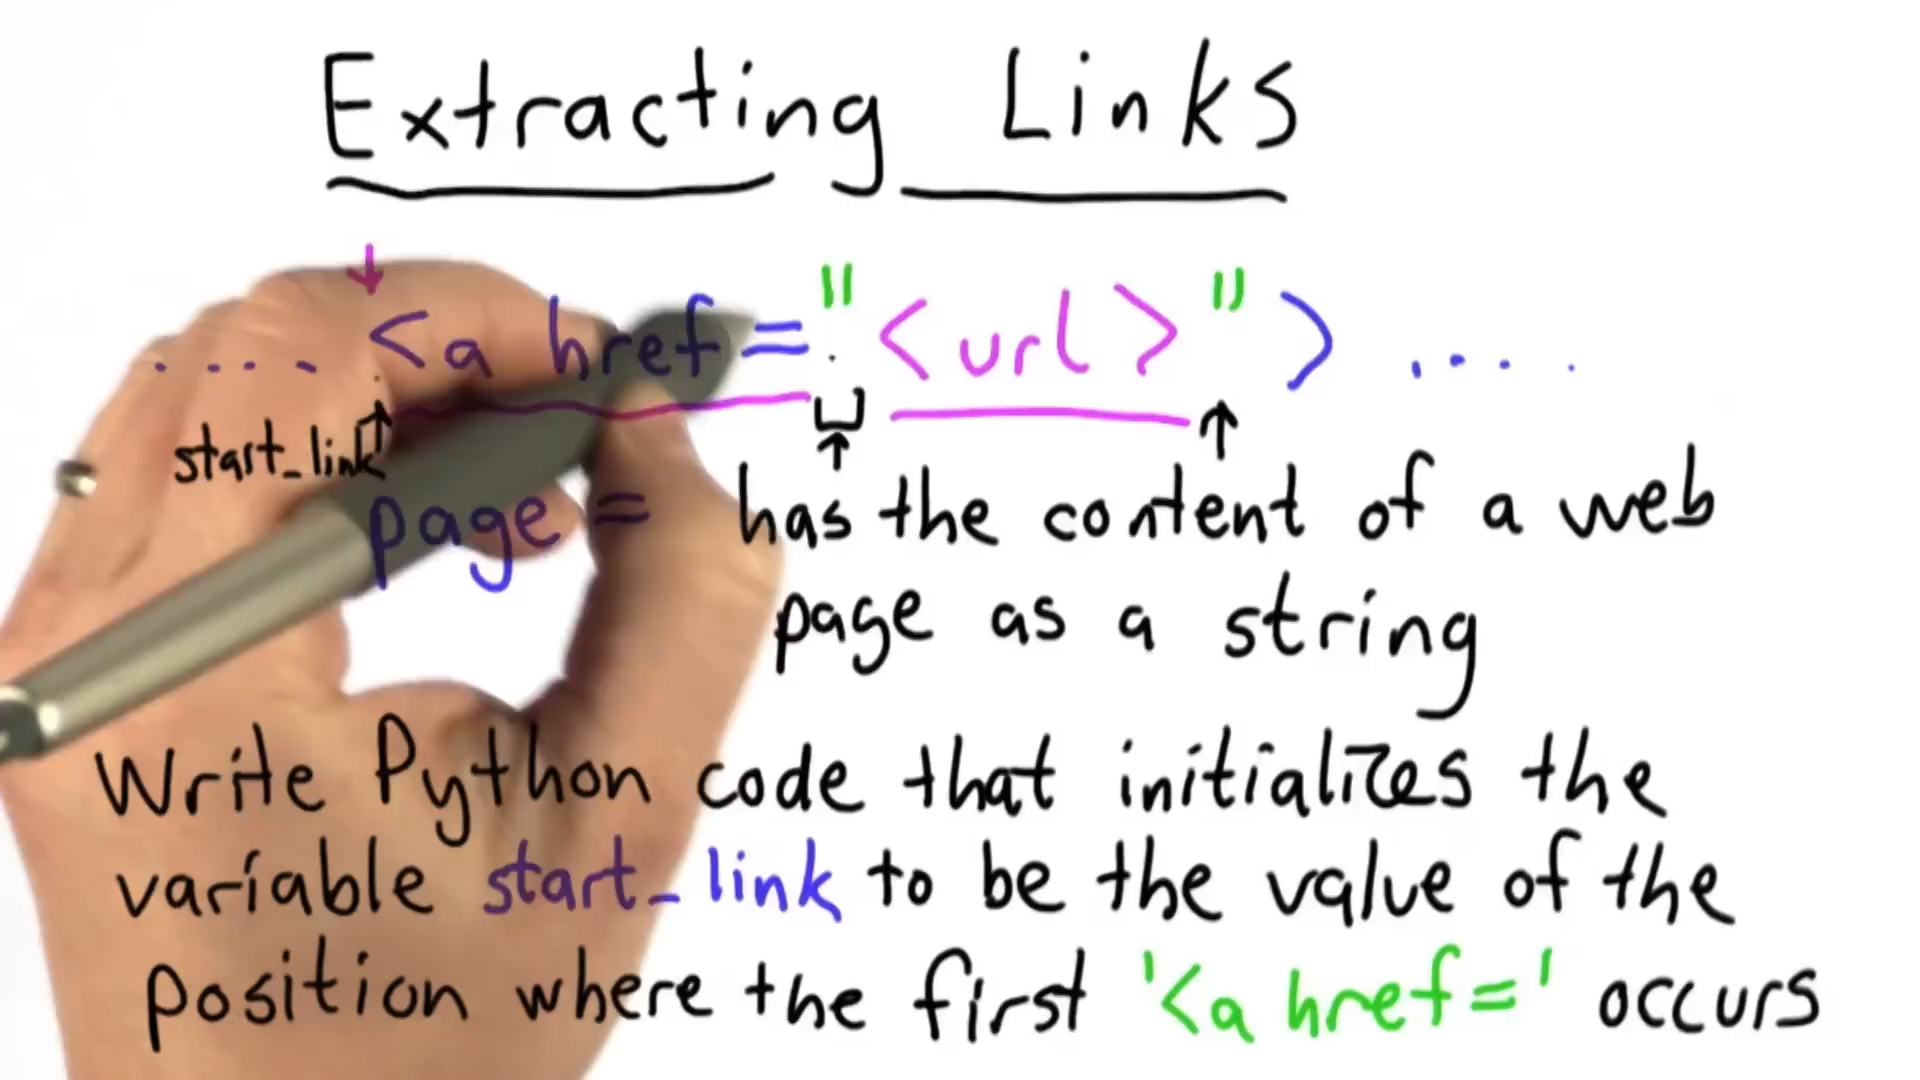 Extracting Links
.... <a href="<url>"> ....
start_link
page = has the content of a web
page as a string
Write Python code that initializes the
variable start_link to be the value of the
position where the first '<a href=' occurs